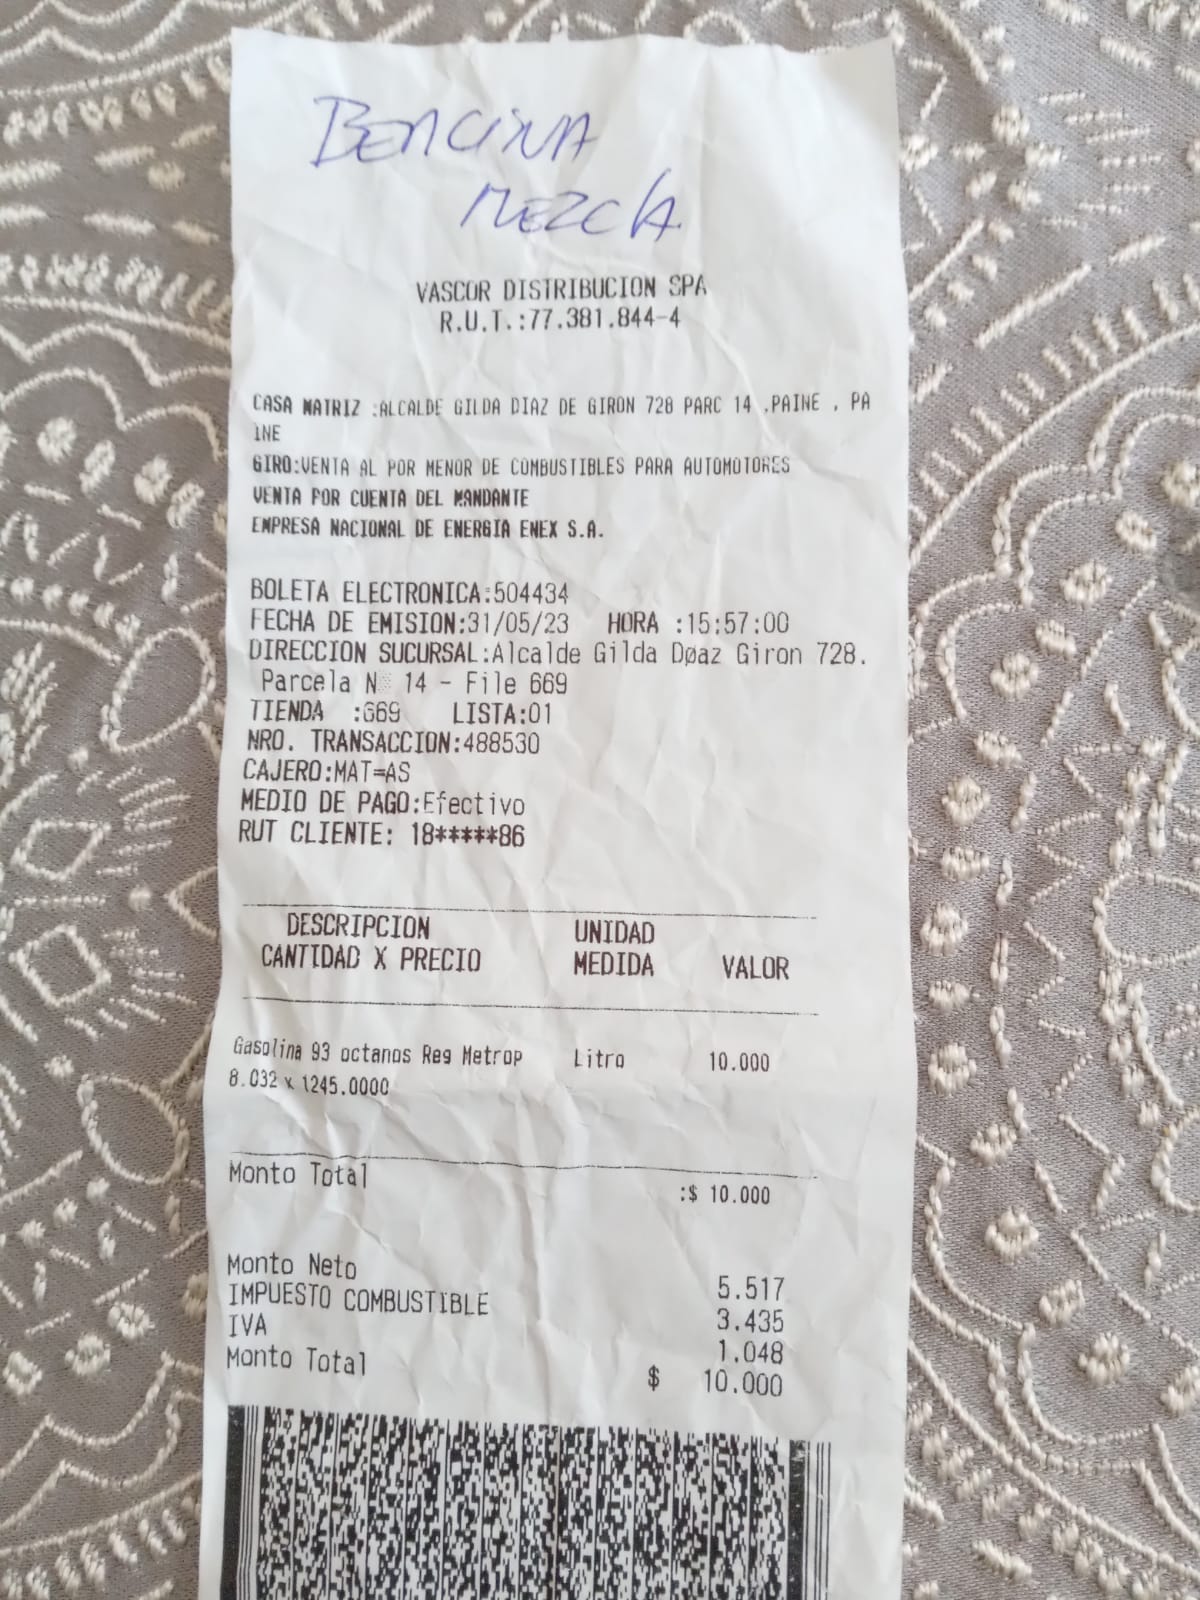 BENCINA
MEZCLA
VASCOR DISTRIBUCION SPA
R.U.T.:77.381.844-4
CASA MATRIZ :ALCALDE GILDA DIAZ DE GIRON 728 PARC 14 ,PAINE , PA
INE
GIRO:VENTA AL POR MENOR DE COMBUSTIBLES PARA AUTOMOTORES
VENTA POR CUENTA DEL MANDANTE
EMPRESA NACIONAL DE ENERGIA ENEX S.A.
BOLETA ELECTRONICA:504434
FECHA DE EMISION:31/05/23 HORA :15:57:00
DIRECCION SUCURSAL:Alcalde Gilda Døaz Giron 728.
Parcela N 14 - File 669
TIENDA :669 LISTA:01
NRO. TRANSACCION:488530
CAJERO:MAT=AS
MEDIO DE PAGO:Efectivo
RUT CLIENTE: 18*****86
DESCRIPCION UNIDAD
CANTIDAD X PRECIO MEDIDA VALOR
Gasolina 93 octanos Reg Metrop Litro 10.000
8.032 x 1245.0000
Monto Total :$ 10.000
Monto Neto 5.517
IMPUESTO COMBUSTIBLE 3.435
IVA 1.048
Monto Total $ 10.000